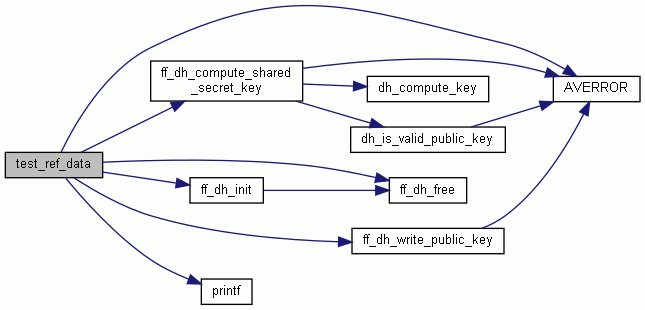 ff_dh_compute_shared
_secret_key
AVERROR
dh_compute_key
dh_is_valid_public_key
test_ref_data
ff_dh_init
ff_dh_free
ff_dh_write_public_key
printf